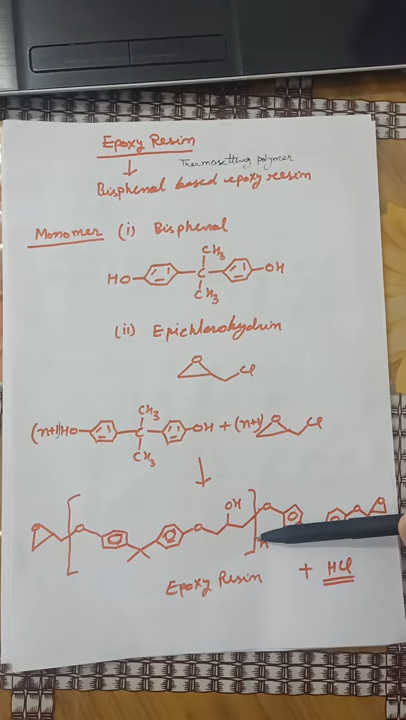 Epoxy Resin
Thermosetting polymer
Bisphenol based epoxy resin
Monomer (i) Bisphenol
CH3
HO C OH
CH3
(ii) Epichlorohydrin
O Cl
(n+1)HO CH3 C CH3 OH + (n+1) O Cl
O O O OH O O O n
Epoxy Resin + HCl